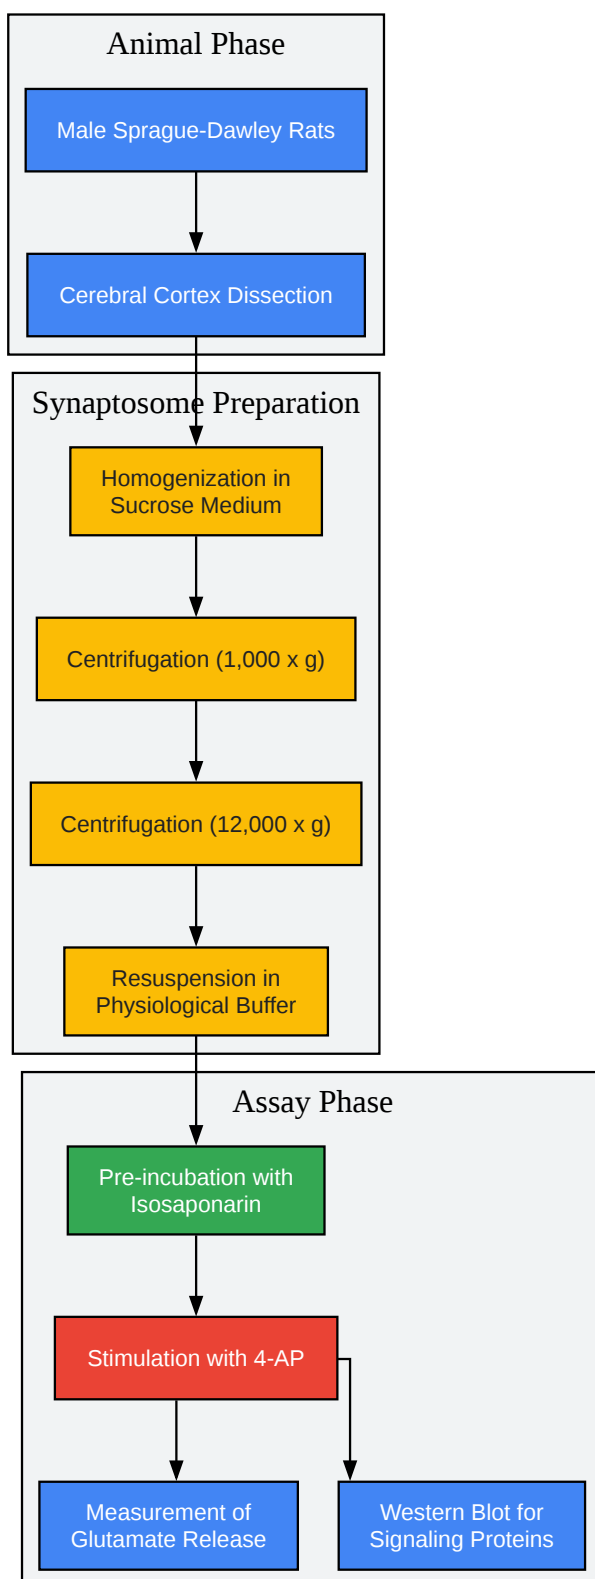 Animal Phase
Male Sprague-Dawley Rats
Cerebral Cortex Dissection
Synaptosome Preparation
Homogenization in
Sucrose Medium
Centrifugation (1,000 x g)
Centrifugation (12,000 x g)
Resuspension in
Physiological Buffer
Assay Phase
Pre-incubation with
Isosaponarin
Stimulation with 4-AP
Measurement of
Glutamate Release
Western Blot for
Signaling Proteins